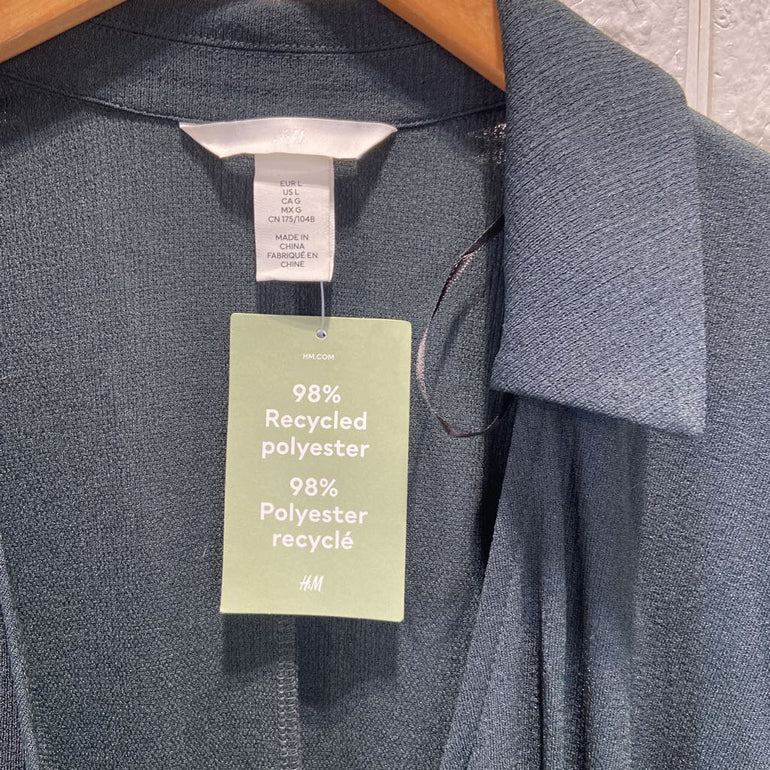 H&M
EUR L
US L
CA G
MX G
CN 175/104B
MADE IN
CHINA
FABRIQUÉ EN
CHINE
HM.COM
98%
Recycled
polyester
98%
Polyester
recyclé
H&M